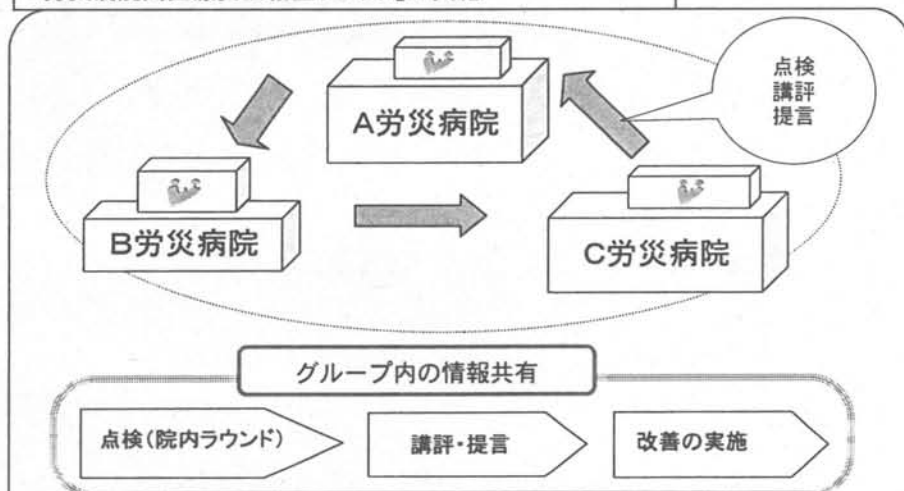 A労災病院
点検
講評
提言
B労災病院
C労災病院
グループ内の情報共有
点検(院内ラウンド)
講評・提言
改善の実施